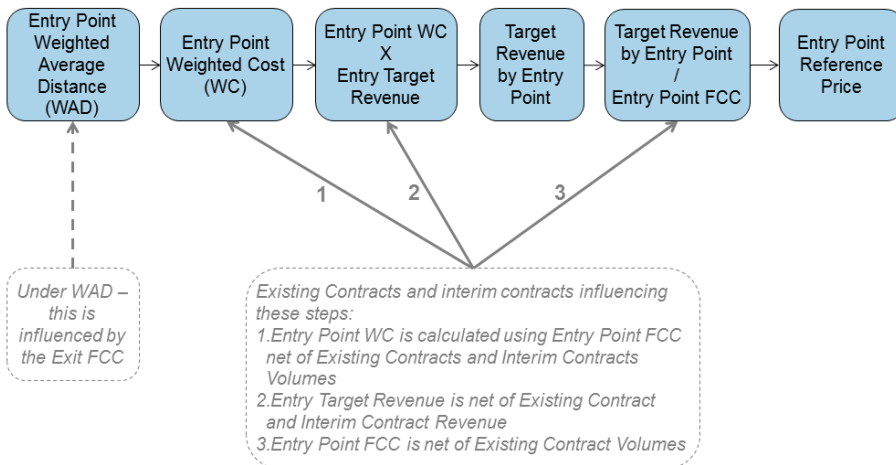 Entry Point
Weighted
Average
Distance
(WAD)
Entry Point
Weighted Cost
(WC)
Entry Point WC
X
Entry Target
Revenue
Target
Revenue
by Entry
Point
Target Revenue
by Entry Point
/
Entry Point FCC
Entry Point
Reference
Price
1
2
3
Under WAD –
this is
influenced by
the Exit FCC
Existing Contracts and interim contracts influencing
these steps:
1.Entry Point WC is calculated using Entry Point FCC
net of Existing Contracts and Interim Contracts
Volumes
2.Entry Target Revenue is net of Existing Contract
and Interim Contract Revenue
3.Entry Point FCC is net of Existing Contract Volumes